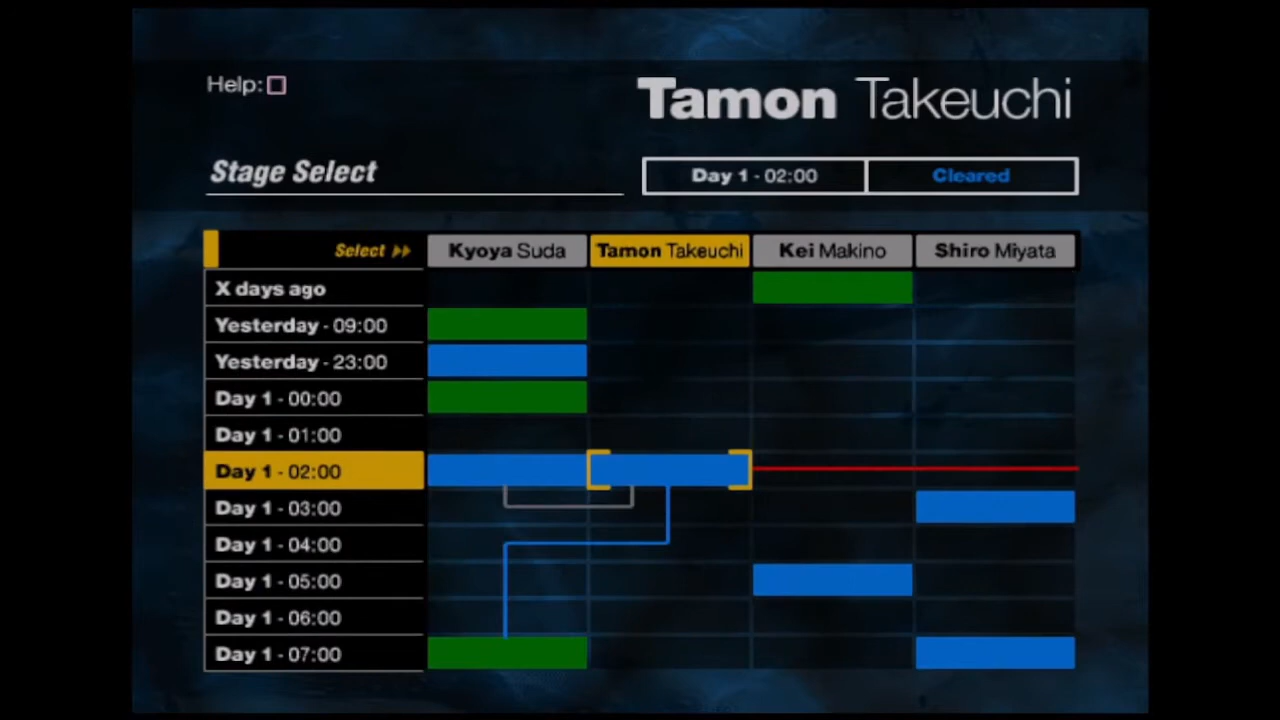 Help:
Tamon Takeuchi
Stage Select
Day 1 - 02:00 Cleared
Select Kyoya Suda Tamon Takeuchi Kei Makino Shiro Miyata
X days ago
Yesterday - 09:00
Yesterday - 23:00
Day 1 - 00:00
Day 1 - 01:00
Day 1 - 02:00
Day 1 - 03:00
Day 1 - 04:00
Day 1 - 05:00
Day 1 - 06:00
Day 1 - 07:00